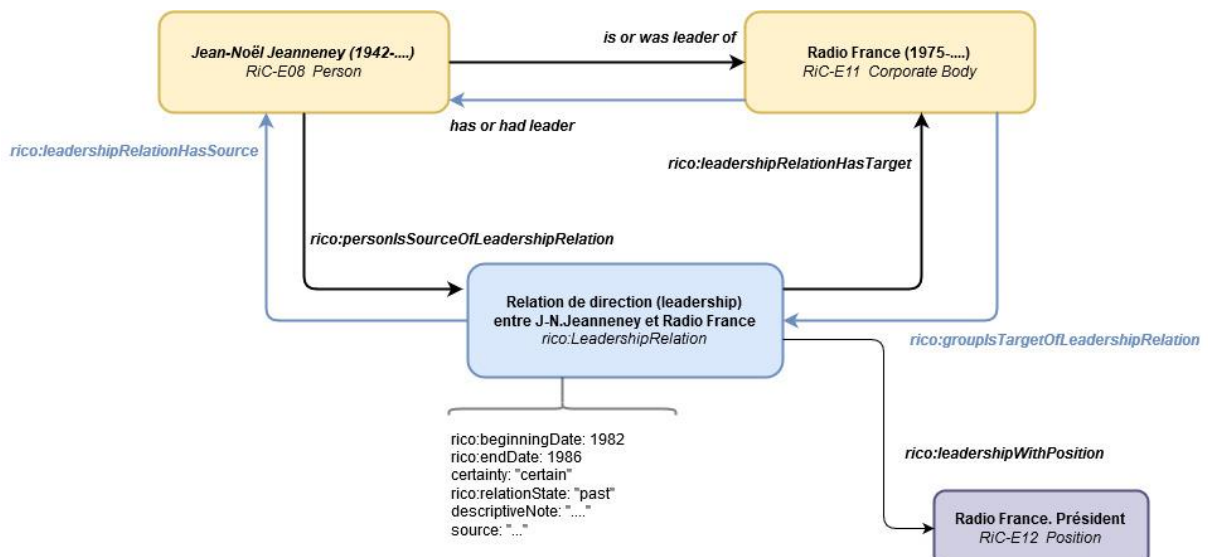 is or was leader of
Jean-Noël Jeanneney (1942-....)
RiC-E08 Person
Radio France (1975-....)
RiC-E11 Corporate Body
has or had leader
rico:leadershipRelationHasSource
rico:leadershipRelationHasTarget
rico:personIsSourceOfLeadershipRelation
Relation de direction (leadership)
entre J-N.Jeanneney et Radio France
rico:LeadershipRelation
rico:groupIsTargetOfLeadershipRelation
rico:beginningDate: 1982
rico:endDate: 1986
certainty: "certain"
rico:relationState: "past"
descriptiveNote: "...."
source: "..."
rico:leadershipWithPosition
Radio France. Président
RiC-E12 Position